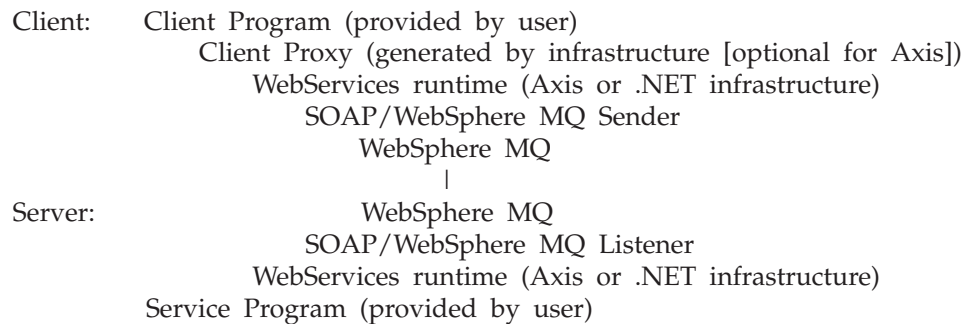 Client: Client Program (provided by user)
Client Proxy (generated by infrastructure [optional for Axis])
WebServices runtime (Axis or .NET infrastructure)
SOAP/WebSphere MQ Sender
WebSphere MQ
|
Server: WebSphere MQ
SOAP/WebSphere MQ Listener
WebServices runtime (Axis or .NET infrastructure)
Service Program (provided by user)